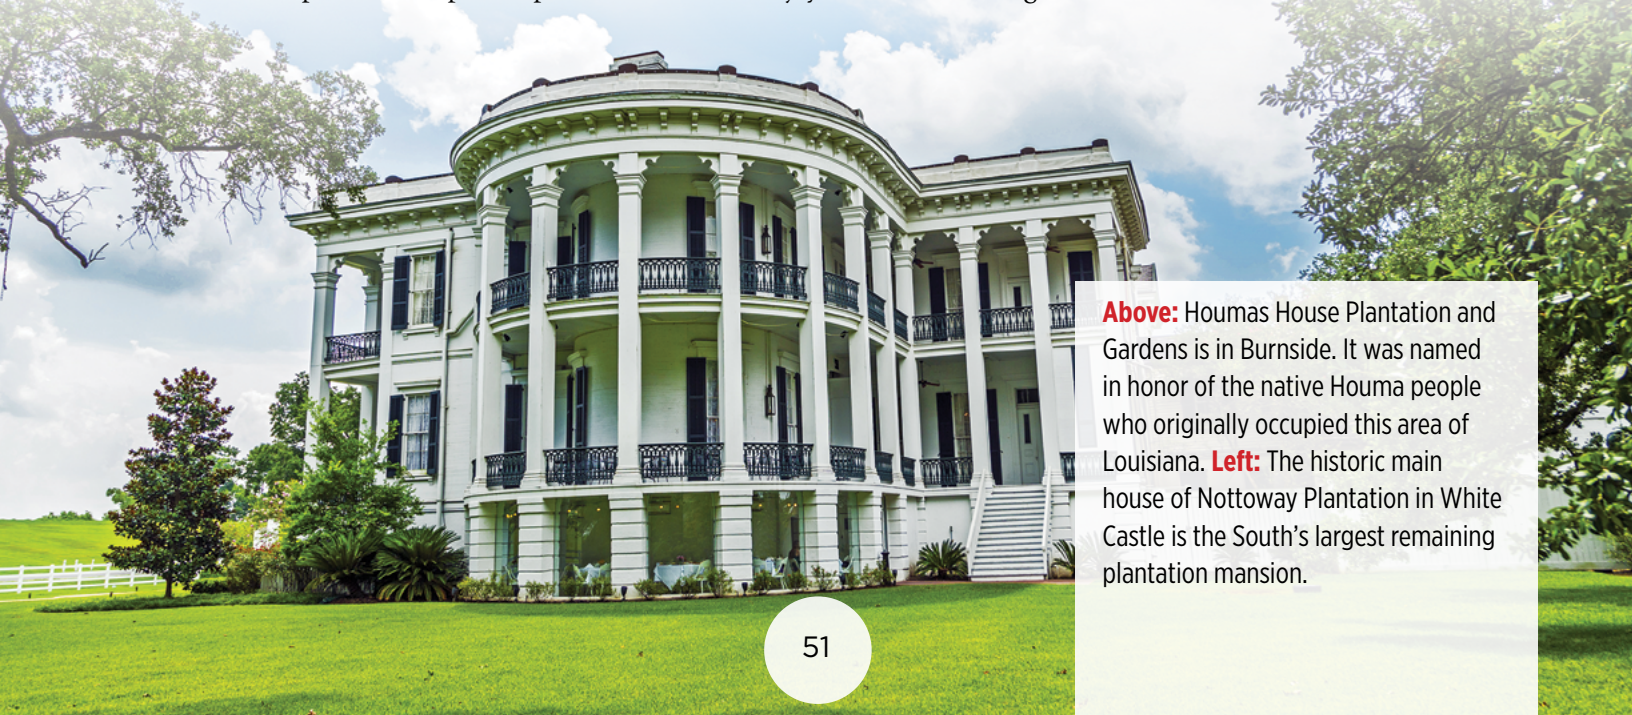 Above: Houmas House Plantation and
Gardens is in Burnside. It was named
in honor of the native Houma people
who originally occupied this area of
Louisiana. Left: The historic main
house of Nottoway Plantation in White
Castle is the South’s largest remaining
plantation mansion.
51